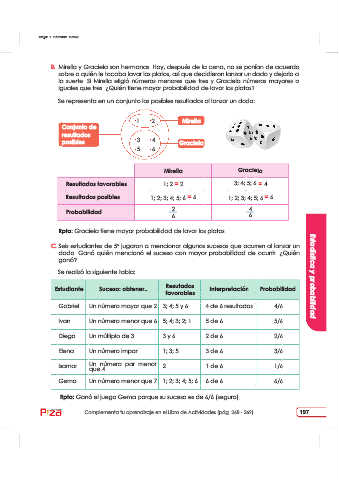 B. Mirella y Graciela son hermanas. Hoy, después de la cena, no se ponían de acuerdo
sobre a quién le tocaba lavar los platos, así que decidieron lanzar un dado y dejarlo a
la suerte. Si Mirella eligió números menores que tres y Graciela números mayores o
iguales que tres. ¿Quién tiene mayor probabilidad de lavar los platos?
Se representa en un conjunto los posibles resultados al lanzar un dado:
Conjunto de
resultados
posibles
·1 ·2
·3 ·4
·5 ·6
Mirella
Graciela
Mirella Graciela
Resultados favorables 1; 2 = 2 3; 4; 5; 6 = 4
Resultados posibles 1; 2; 3; 4; 5; 6 = 6 1; 2; 3; 4; 5; 6 = 6
Probabilidad 2/6 4/6
Rpta: Graciela tiene mayor probabilidad de lavar los platos.
C. Seis estudiantes de 5° jugaron a mencionar algunos sucesos que ocurren al lanzar un
dado. Ganó quién mencionó el suceso con mayor probabilidad de ocurrir. ¿Quién
ganó?
Se realizó la siguiente tabla:
Estudiante Suceso: obtener... Resultados favorables Interpretación Probabilidad
Gabriel Un número mayor que 2 3; 4; 5 y 6 4 de 6 resultados 4/6
Ivan Un número menor que 6 5; 4; 3; 2; 1 5 de 6 5/6
Diego Un múltiplo de 3 3 y 6 2 de 6 2/6
Elena Un número impar 1; 3; 5 3 de 6 3/6
Isamar Un número par menor que 4 2 1 de 6 1/6
Gema Un número menor que 7 1; 2; 3; 4; 5; 6 6 de 6 6/6
Rpta: Ganó el juego Gema porque su suceso es de 6/6 (seguro).
Estadística y probabilidad
Complementa tu aprendizaje en el Libro de Actividades (pág. 268 - 269)
197